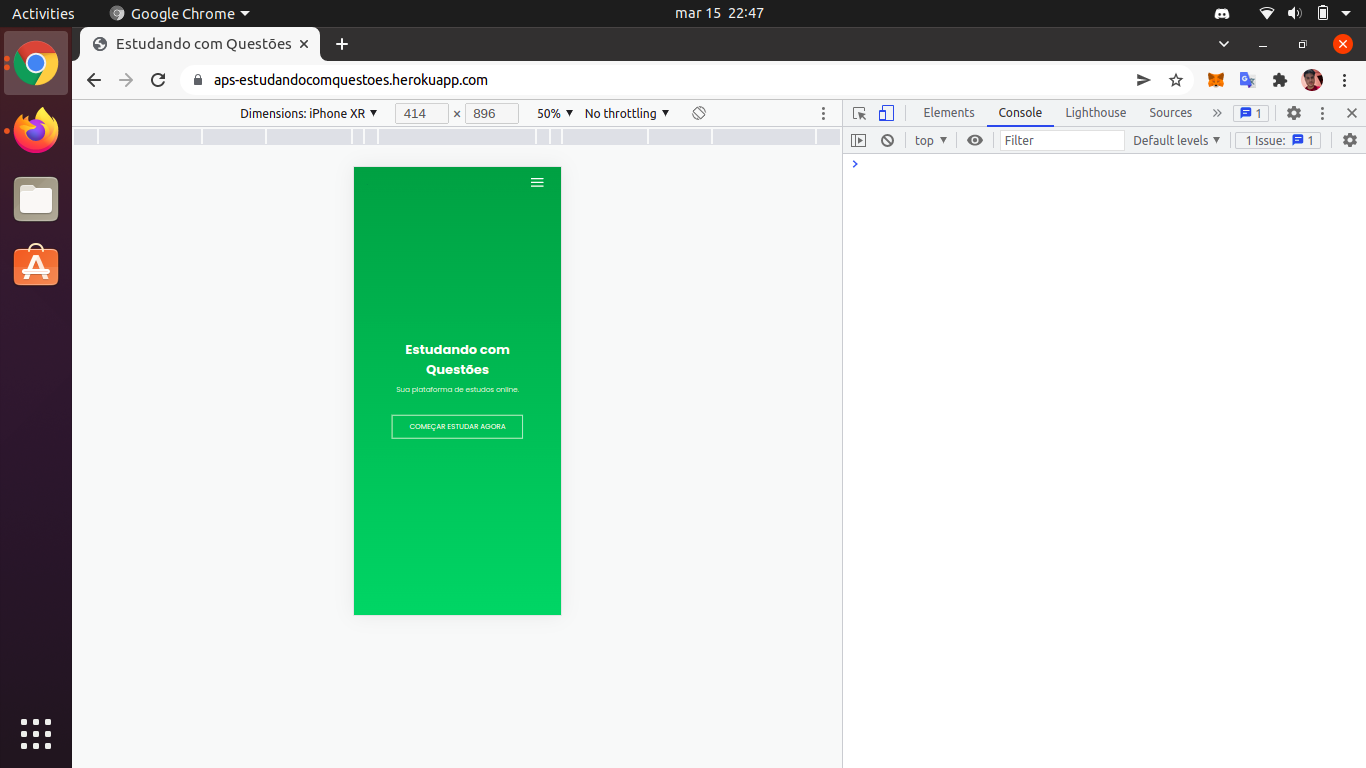 Activities
Google Chrome
mar 15 22:47
Estudando com Questões
aps-estudandocomquestoes.herokuapp.com
Dimensions: iPhone XR
414 × 896
50%
No throttling
Elements
Console
Lighthouse
Sources
1
top
Filter
Default levels
1 Issue: 1
Estudando com
Questões
Sua plataforma de estudos online.
COMEÇAR ESTUDAR AGORA